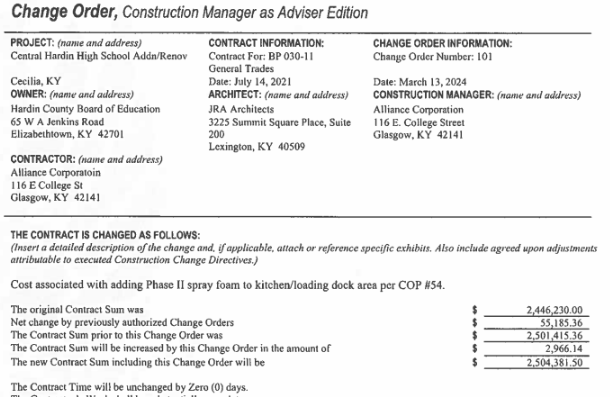 Change Order, Construction Manager as Adviser Edition
PROJECT: (name and address)
Central Hardin High School Addn/Renov
Cecilia, KY
OWNER: (name and address)
Hardin County Board of Education
65 W A Jenkins Road
Elizabethtown, KY 42701
CONTRACTOR: (name and address)
Alliance Corporatoin
116 E College St
Glasgow, KY 42141
CONTRACT INFORMATION:
Contract For: BP 030-11
General Trades
Date: July 14, 2021
ARCHITECT: (name and address)
JRA Architects
3225 Summit Square Place, Suite
200
Lexington, KY 40509
CHANGE ORDER INFORMATION:
Change Order Number: 101
Date: March 13, 2024
CONSTRUCTION MANAGER: (name and address)
Alliance Corporation
116 E. College Street
Glasgow, KY 42141
THE CONTRACT IS CHANGED AS FOLLOWS:
(Insert a detailed description of the change and, if applicable, attach or reference specific exhibits. Also include agreed upon adjustments
attributable to executed Construction Change Directives.)
Cost associated with adding Phase II spray foam to kitchen/loading dock area per COP #54.
The original Contract Sum was $ 2,446,230.00
Net change by previously authorized Change Orders $ 55,185.36
The Contract Sum prior to this Change Order was $ 2,501,415.36
The Contract Sum will be increased by this Change Order in the amount of $ 2,966.14
The new Contract Sum including this Change Order will be $ 2,504,381.50
The Contract Time will be unchanged by Zero (0) days.